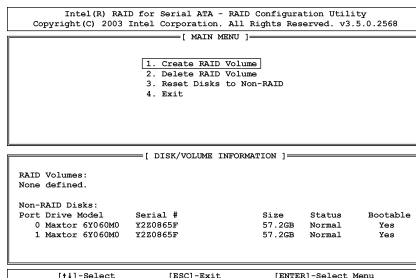 Intel(R) RAID for Serial ATA - RAID Configuration Utility
Copyright(C) 2003 Intel Corporation. All Rights Reserved. v3.5.0.2568
[ MAIN MENU ]
1. Create RAID Volume
2. Delete RAID Volume
3. Reset Disks to Non-RAID
4. Exit
[ DISK/VOLUME INFORMATION ]
RAID Volumes:
None defined.
Non-RAID Disks:
Port Drive Model Serial # Size Status Bootable
0 Maxtor 6Y060M0 Y2Z0865F 57.2GB Normal Yes
1 Maxtor 6Y060M0 Y2Z0865F 57.2GB Normal Yes
[↑↓]-Select [ESC]-Exit [ENTER]-Select Menu